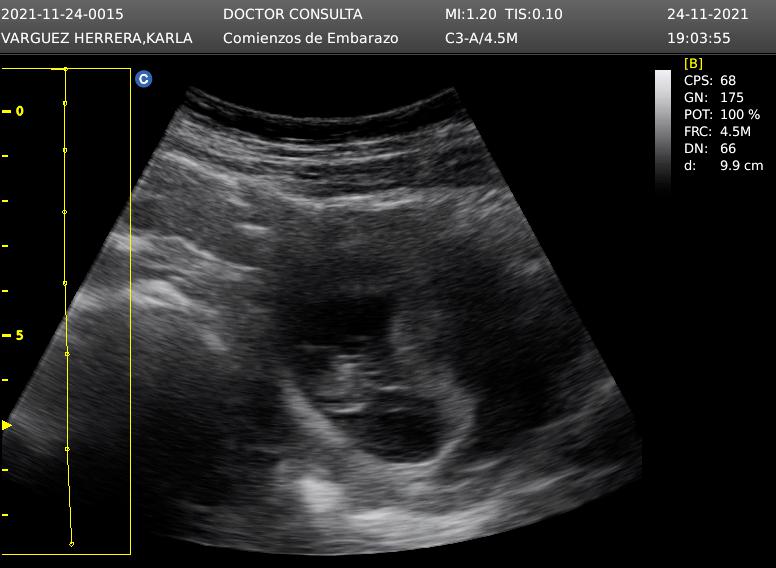 2021-11-24-0015 DOCTOR CONSULTA MI:1.20 TIS:0.10 24-11-2021
VARGUEZ HERRERA,KARLA Comienzos de Embarazo C3-A/4.5M 19:03:55
C
[B]
CPS: 68
GN: 175
POT: 100 %
FRC: 4.5M
DN: 66
d: 9.9 cm
0
5